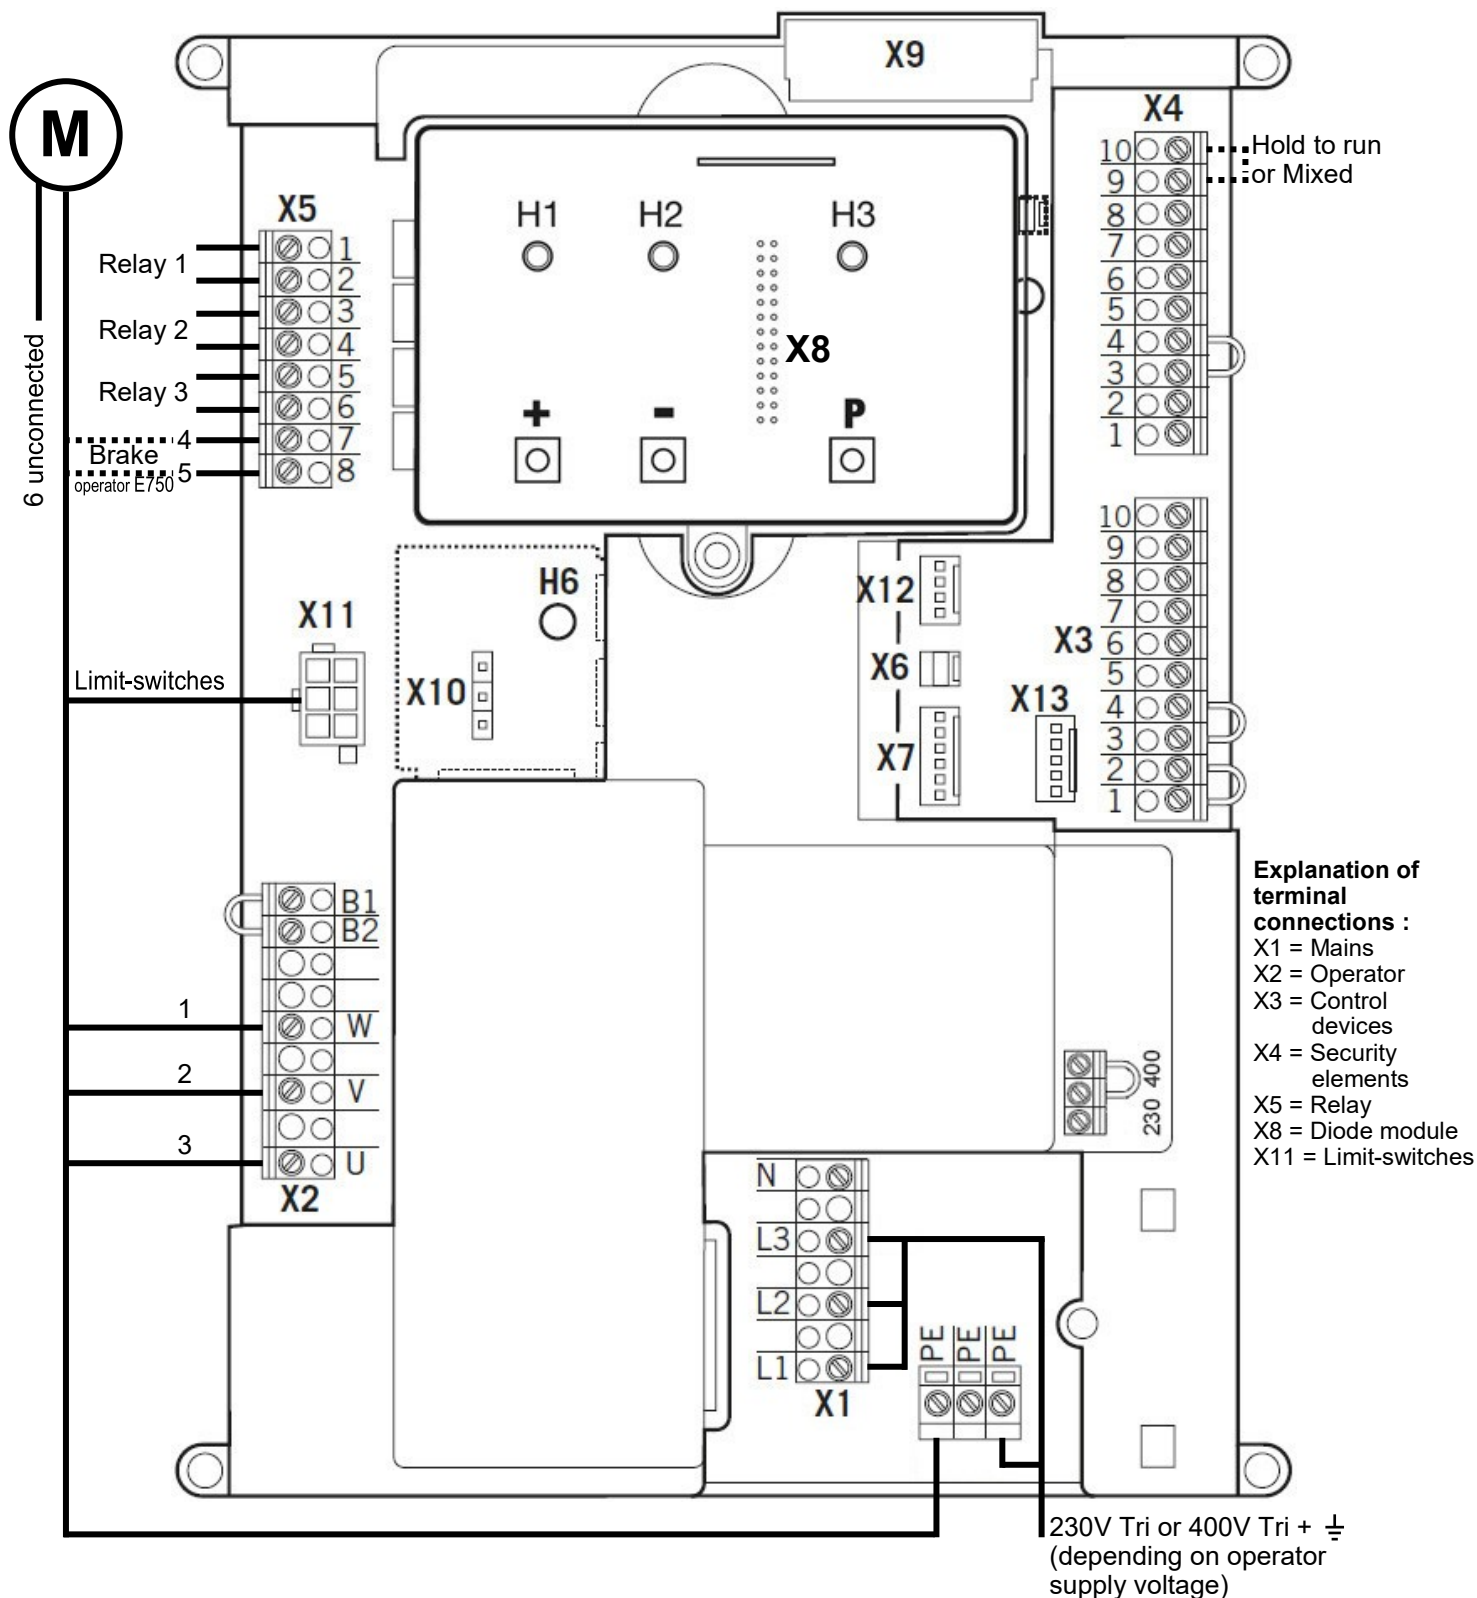 X9
X4
M
10
9
8
7
6
5
4
3
2
1
Hold to run
or Mixed
X5
1
2
3
4
5
6
7
8
Relay 1
Relay 2
Relay 3
4
Brake
5
operator E750
6 unconnected
H1
H2
H3
X8
+
-
P
10
9
8
7
6
5
4
3
2
1
X3
X12
X6
X7
X13
H6
X10
X11
Limit-switches
B1
B2
W
V
U
X2
1
2
3
230 400
N
L3
L2
L1
X1
PE
PE
PE
Explanation of
terminal
connections :
X1 = Mains
X2 = Operator
X3 = Control
devices
X4 = Security
elements
X5 = Relay
X8 = Diode module
X11 = Limit-switches
230V Tri or 400V Tri +
(depending on operator
supply voltage)